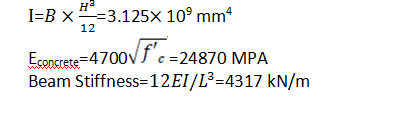 I=B × H³/12=3.125× 10⁹ mm⁴
Econcrete=4700√f'c =24870 MPA
Beam Stiffness=12EI/L³=4317 kN/m